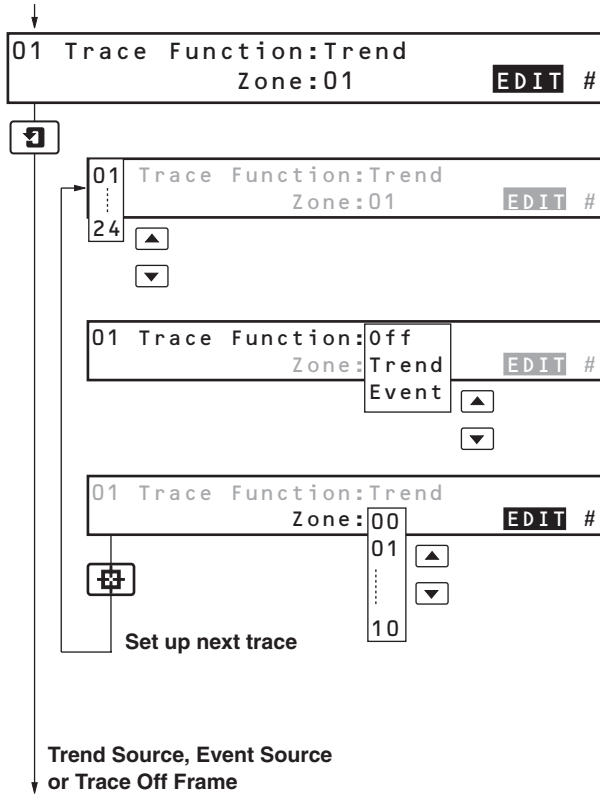 01 Trace Function:Trend
Zone:01 EDIT #
01 Trace Function:Trend
Zone:01 EDIT #
24
01 Trace Function:Off
Zone:Trend EDIT #
Event
01 Trace Function:Trend
Zone:00 EDIT #
01
10
Set up next trace
Trend Source, Event Source
or Trace Off Frame